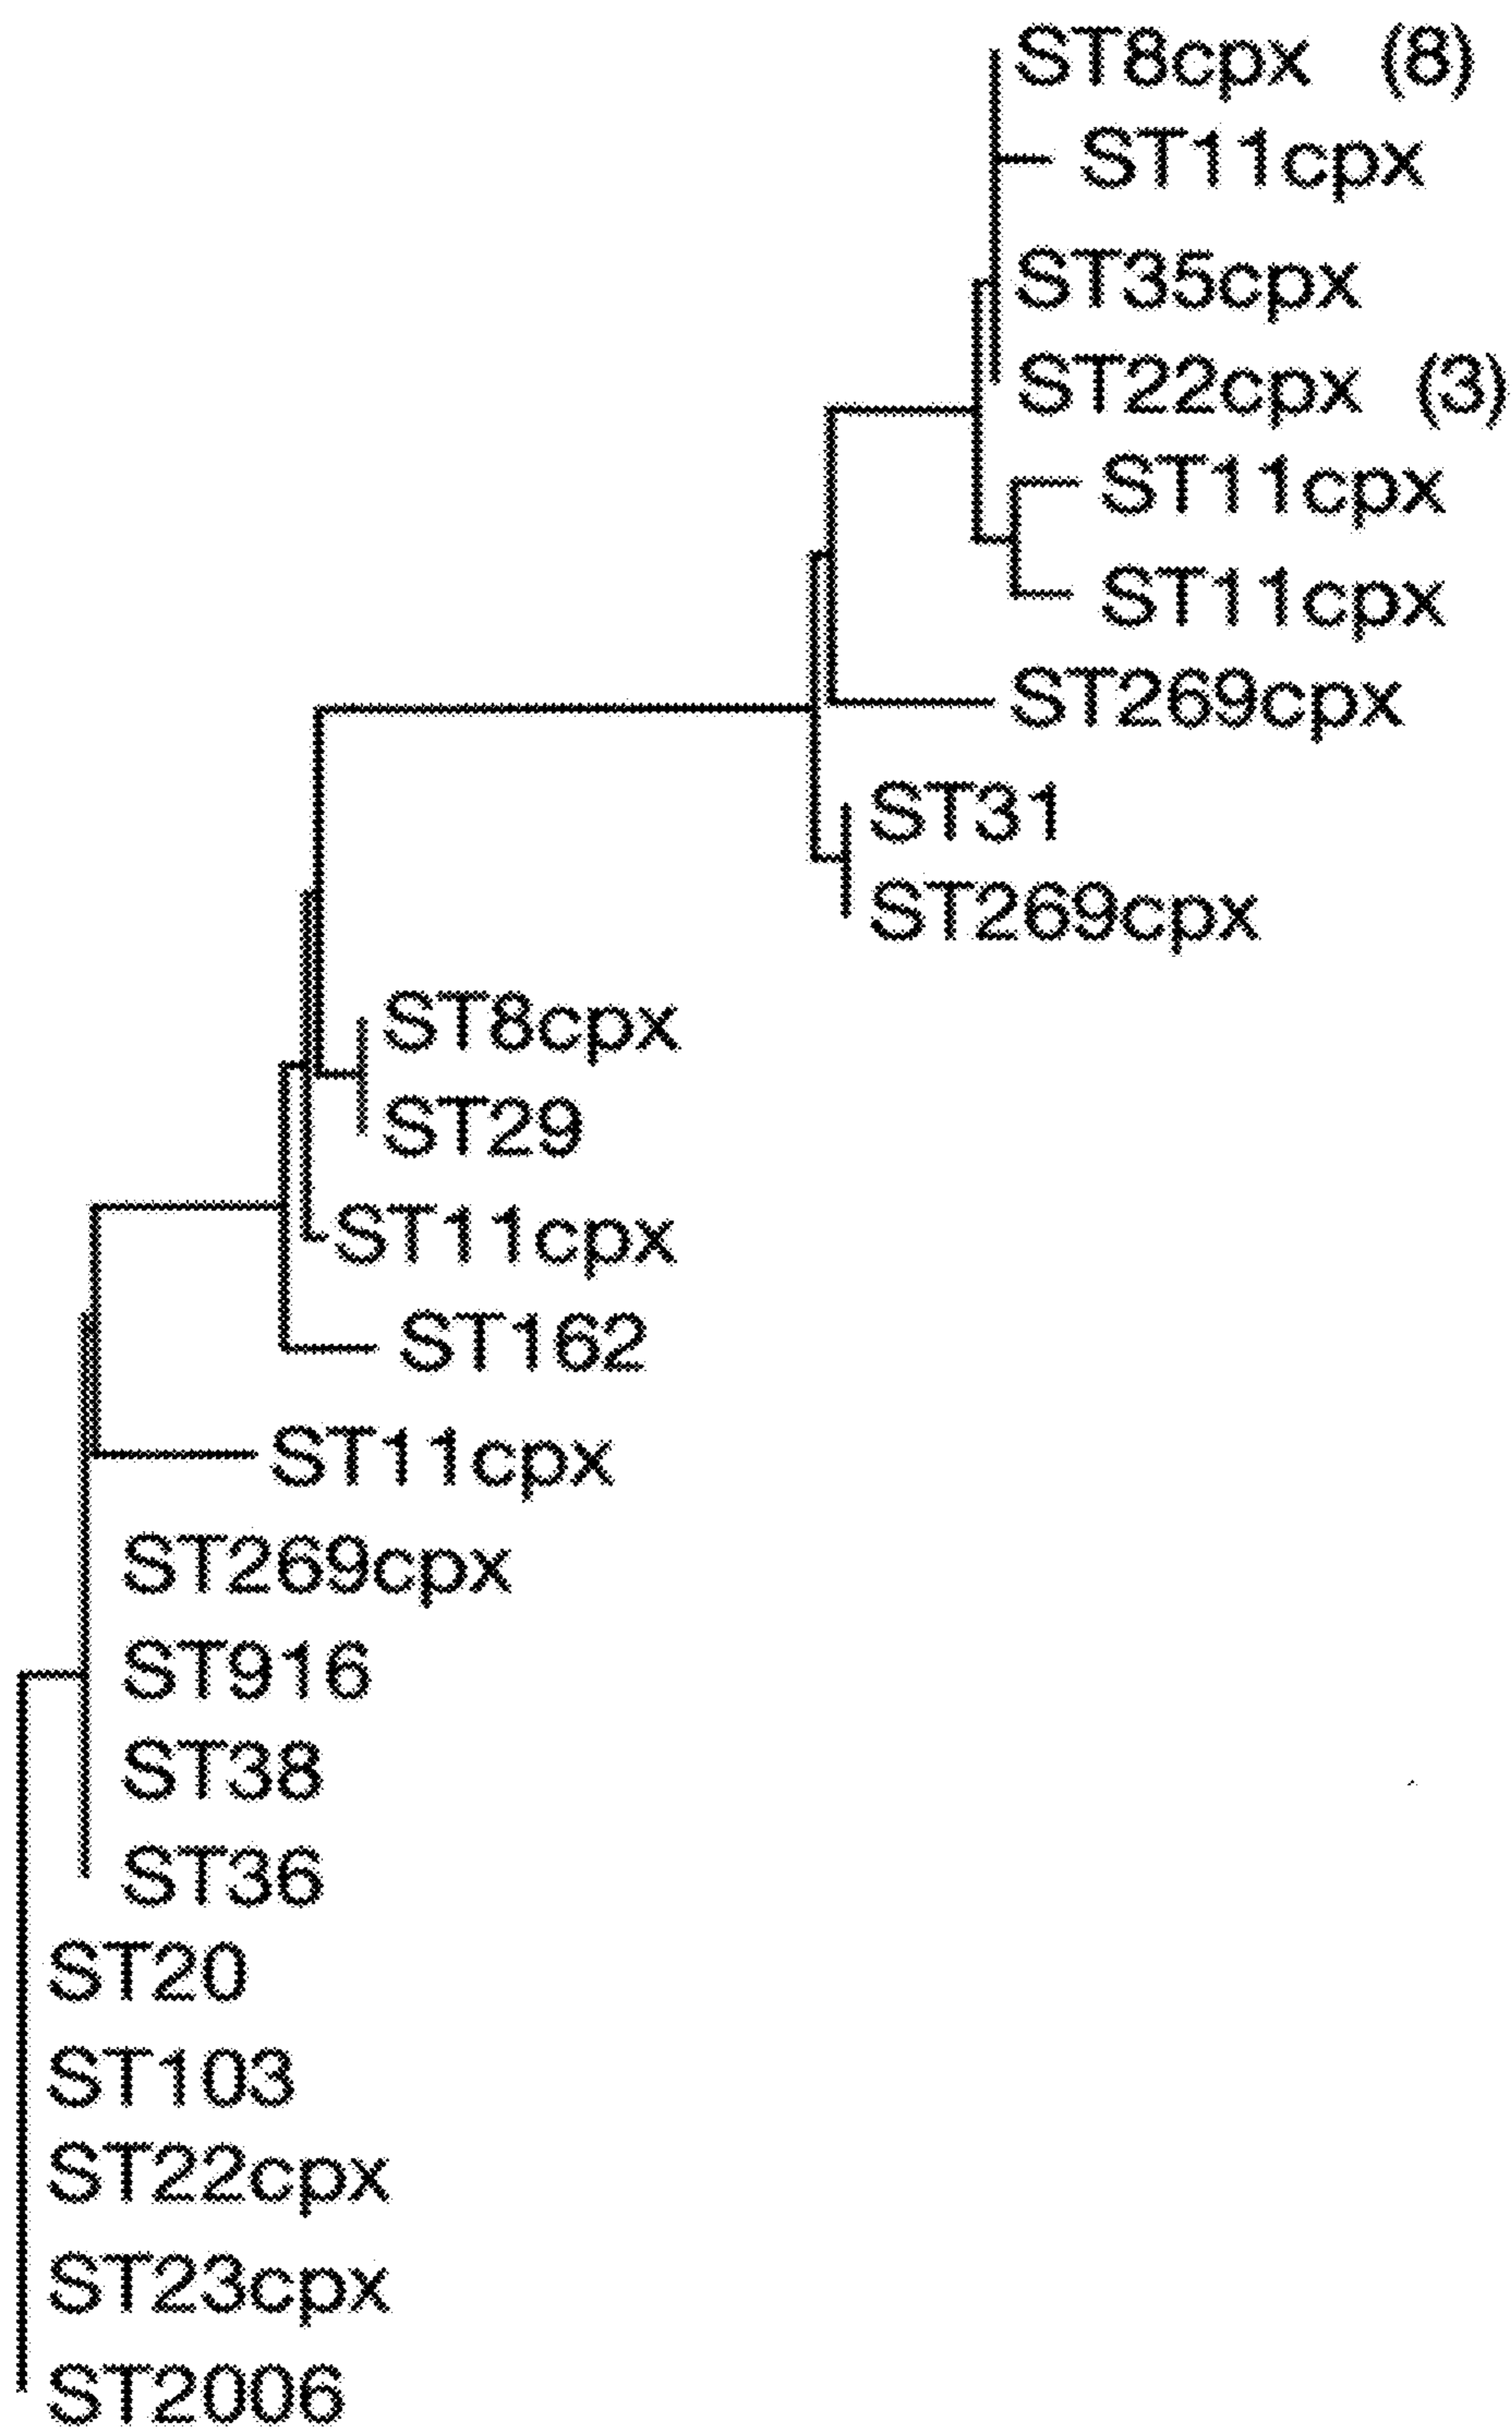 ST8cpx (8)
ST11cpx
ST35cpx
ST22cpx (3)
ST11cpx
ST11cpx
ST269cpx
ST31
ST269cpx
ST8cpx
ST29
ST11cpx
ST162
ST11cpx
ST269cpx
ST916
ST38
ST36
ST20
ST103
ST22cpx
ST23cpx
ST2006